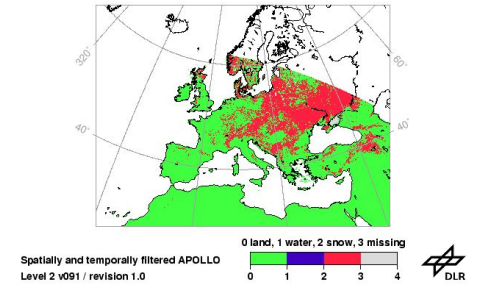 320°
60°
40°
40°
0 land, 1 water, 2 snow, 3 missing
Spatially and temporally filtered APOLLO
Level 2 v091 / revision 1.0
0 1 2 3 4
DLR